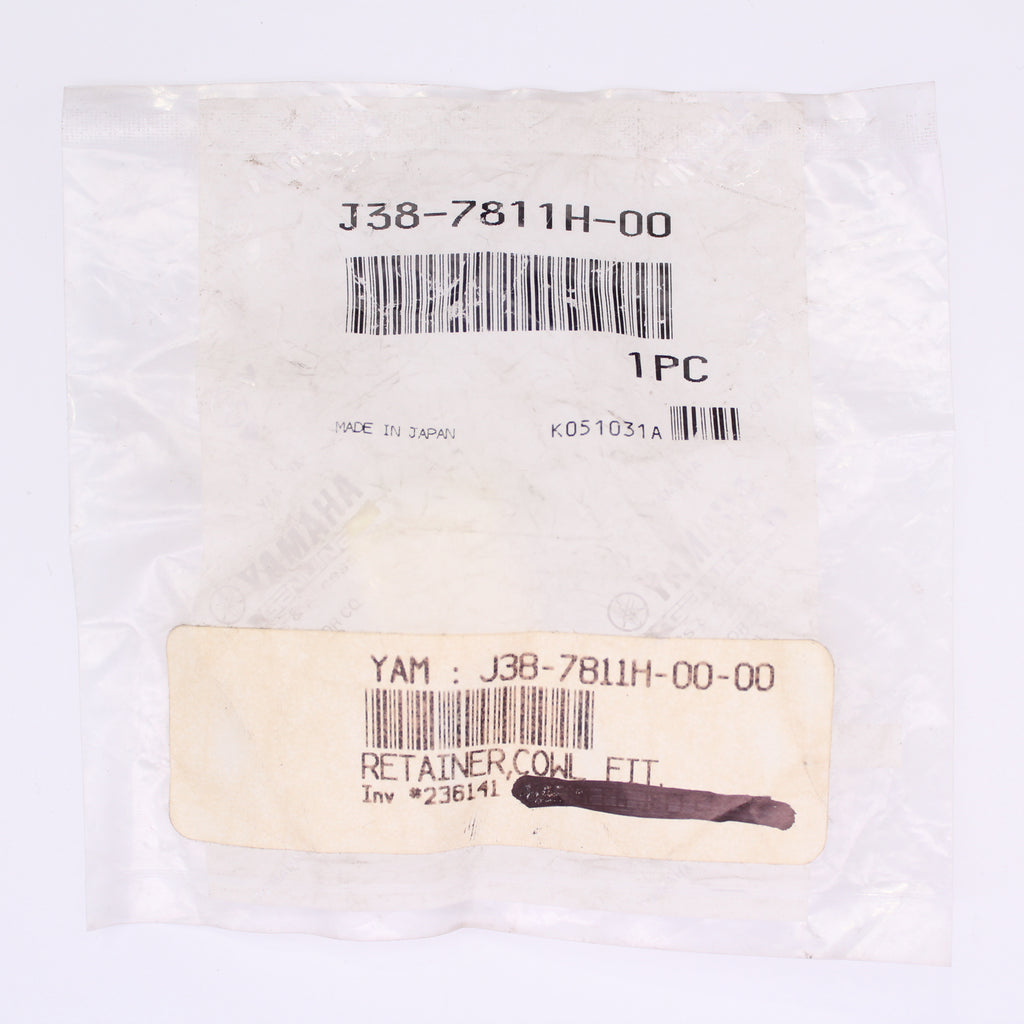 J38-7811H-00
1PC
MADE IN JAPAN
K051031A
YAMAHA
YAM : J38-7811H-00-00
RETAINER,COWL FIT.
Inv #236141